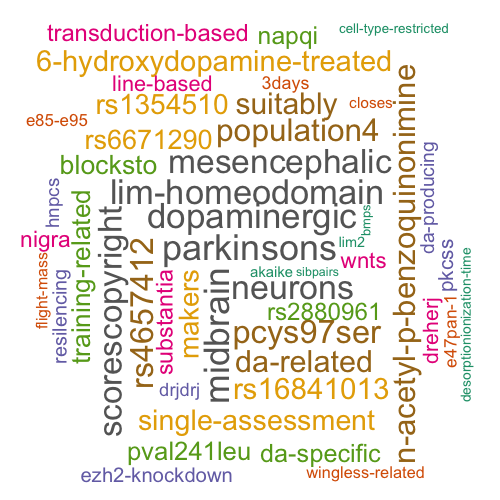 transduction-based
napqi
cell-type-restricted
6-hydroxydopamine-treated
line-based
3days
rs1354510
suitably
closes
e85-e95
population4
rs6671290
blocksto
mesencephalic
n-acetyl-p-benzoquinonimine
hnpcs
training-related
lim-homeodomain
da-producing
scorescopyright
dopaminergic
bmps
nigra
parkinsons
lim2
wnts
flight-mass
resilencing
rs4657412
substantia
makers
midbrain
akaike
sibpairs
neurons
pkcss
e47pan-1
dreherj
desorptionionization-time
rs2880961
pcys97ser
da-related
drjdrj
rs16841013
single-assessment
pval241leu
da-specific
ezh2-knockdown
wingless-related